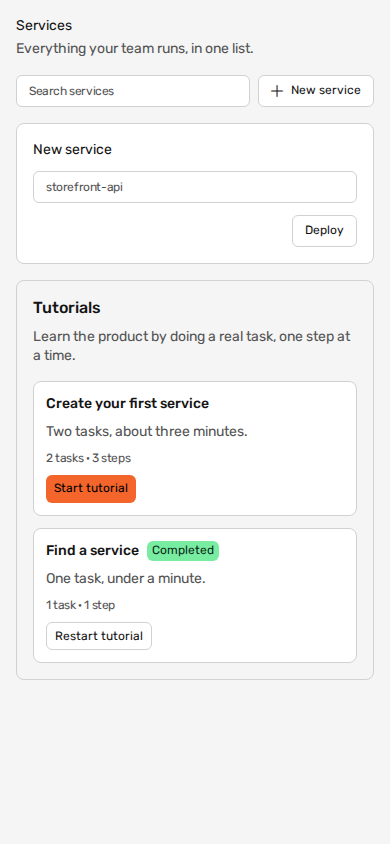 Services
Everything your team runs, in one list.
Search services
New service
New service
storefront-api
Deploy
Tutorials
Learn the product by doing a real task, one step at
a time.
Create your first service
Two tasks, about three minutes.
2 tasks • 3 steps
Start tutorial
Find a service Completed
One task, under a minute.
1 task • 1 step
Restart tutorial